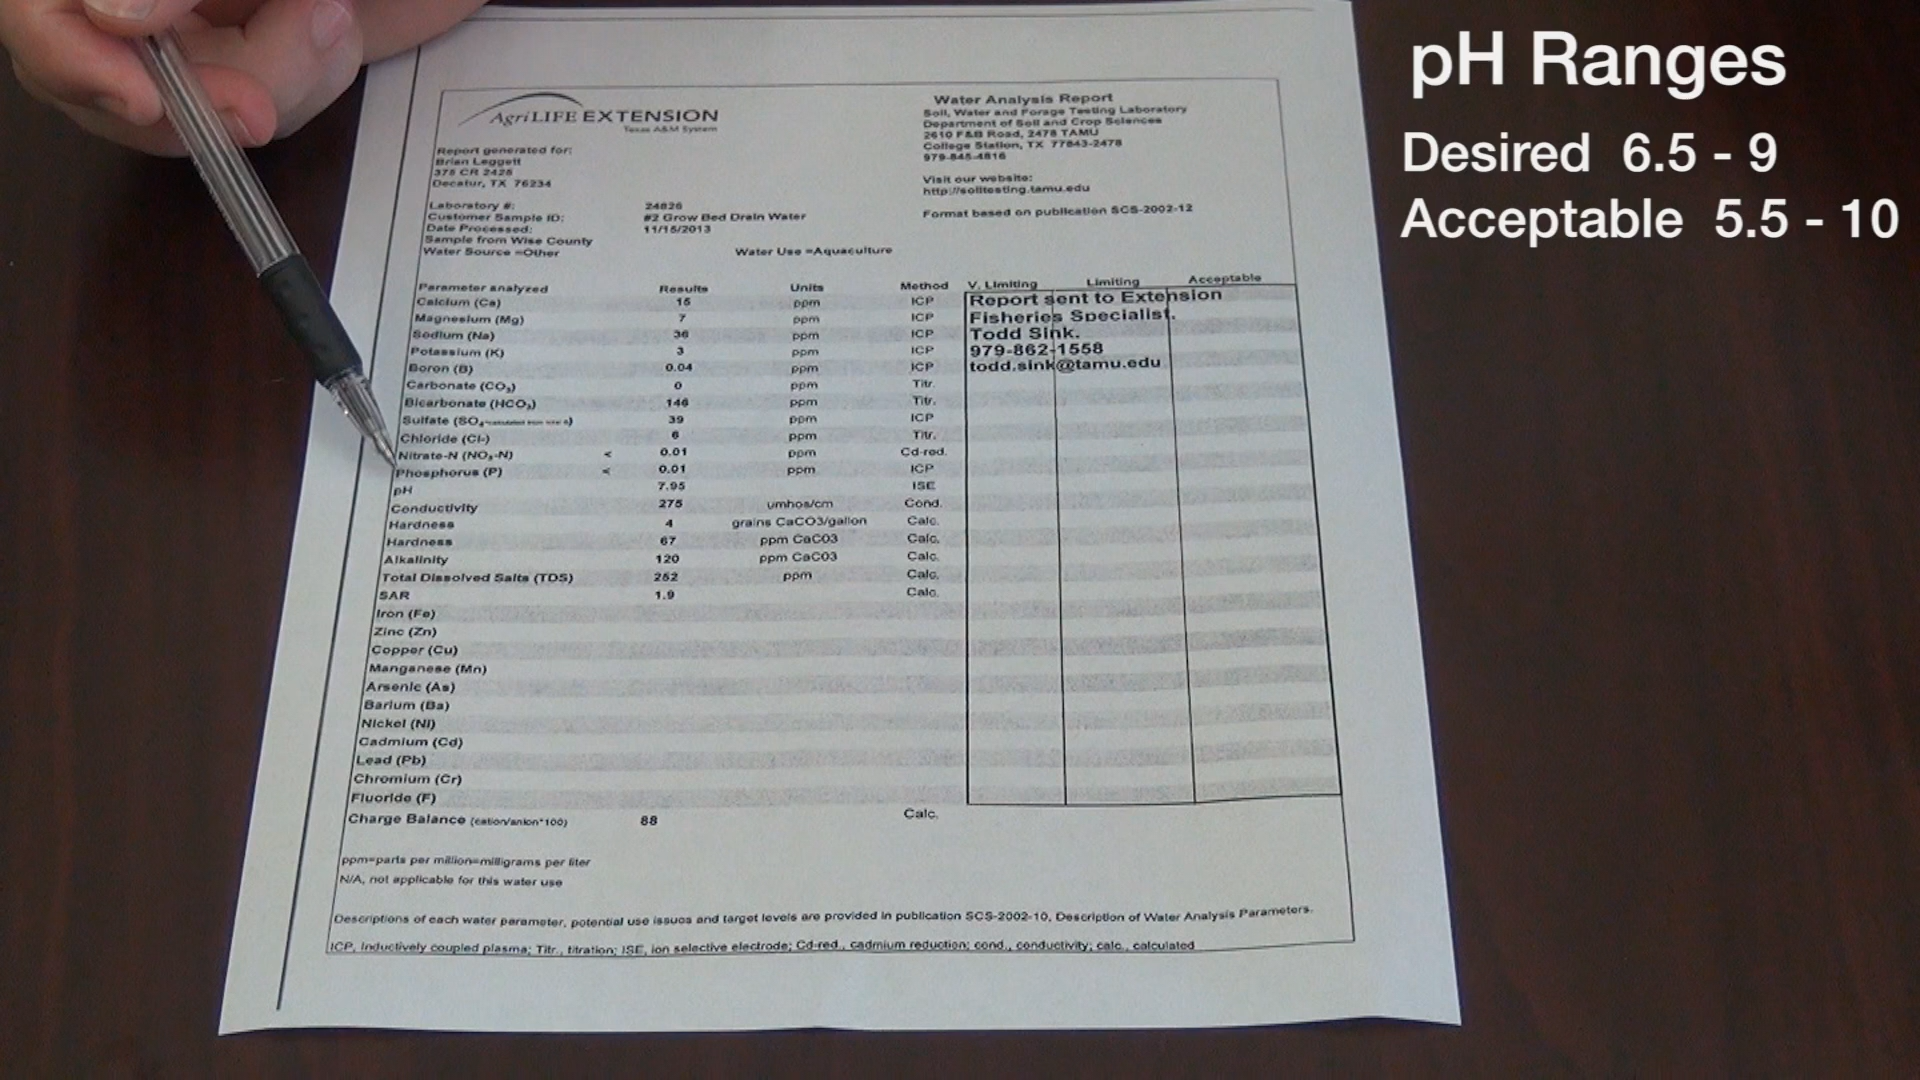 pH Ranges
Desired 6.5 - 9
Acceptable 5.5 - 10
AgriLIFE EXTENSION
Texas A&M System
Water Analysis Report
Soil, Water and Forage Testing Laboratory
Department of Soil and Crop Sciences
2610 F&B Road, 2478 TAMU
College Station, TX 77843-2478
979-845-4816
Visit our website:
http://soiltesting.tamu.edu
Format based on publication SCS-2002-12
Report generated for:
Brian Leggett
375 CR 2425
Decatur, TX 76234
Laboratory #: 24826
Customer Sample ID: #2 Grow Bed Drain Water
Date Processed: 11/15/2013
Sample from Wise County
Water Source =Other Water Use =Aquaculture
Parameter analyzed Results Units Method V. Limiting Limiting Acceptable
Calcium (Ca) 15 ppm ICP Report sent to Extension
Magnesium (Mg) 7 ppm ICP Fisheries Specialist.
Sodium (Na) 36 ppm ICP Todd Sink.
Potassium (K) 3 ppm ICP 979-862-1558
Boron (B) 0.04 ppm ICP todd.sink@tamu.edu
Carbonate (CO₃) 0 ppm Titr.
Bicarbonate (HCO₃) 146 ppm Titr.
Sulfate (SO₄ 39 ppm ICP
Chloride (Cl-) 6 ppm Titr.
Nitrate-N (NO₃-N) < 0.01 ppm Cd-red.
Phosphorus (P) < 0.01 ppm ICP
pH 7.95 ISE
Conductivity 275 umhos/cm Cond.
Hardness 4 grains CaCO3/gallon Calc.
Hardness 67 ppm CaCO3 Calc.
Alkalinity 120 ppm CaCO3 Calc.
Total Dissolved Salts (TDS) 252 ppm Calc.
SAR 1.9 Calc.
Iron (Fe)
Zinc (Zn)
Copper (Cu)
Manganese (Mn)
Arsenic (As)
Barium (Ba)
Nickel (Ni)
Cadmium (Cd)
Lead (Pb)
Chromium (Cr)
Fluoride (F)
Charge Balance (cation/anion*100) 88 Calc.
ppm=parts per million=milligrams per liter
N/A, not applicable for this water use
Descriptions of each water parameter, potential use issues and target levels are provided in publication SCS-2002-10, Description of Water Analysis Parameters.
ICP, Inductively coupled plasma; Titr., titration; ISE, ion selective electrode; Cd-red., cadmium reduction; cond., conductivity; calc., calculated